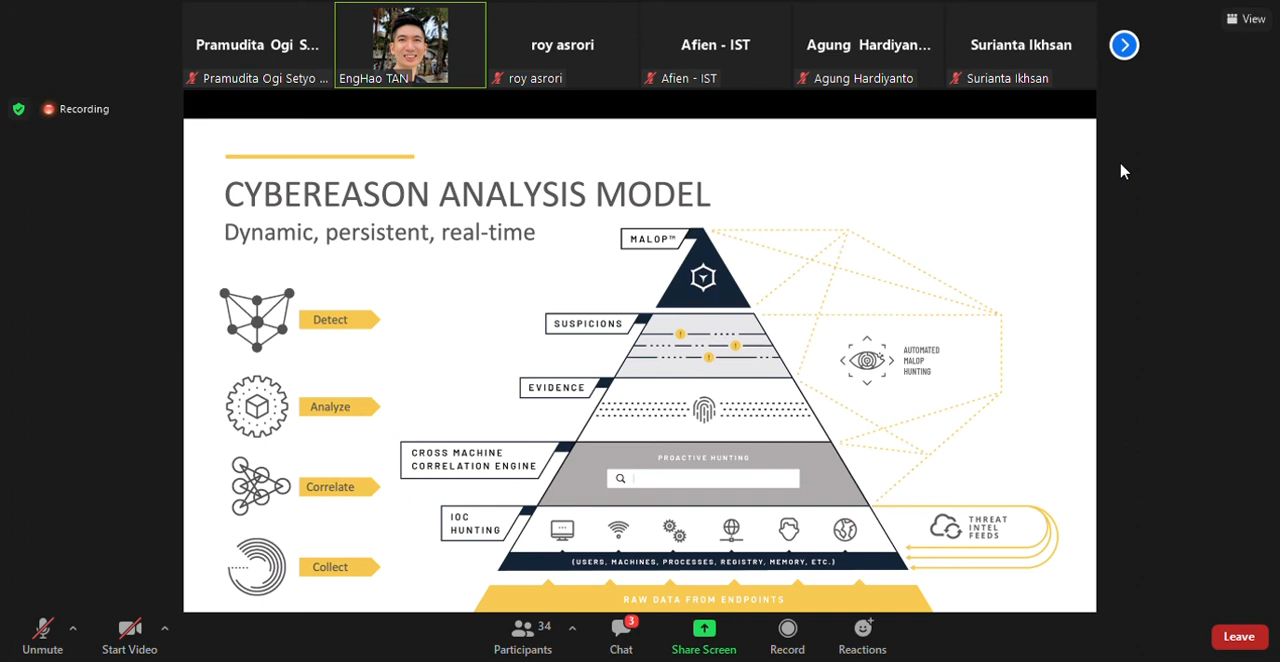 Pramudita Ogi S...
roy asrori
Afien - IST
Agung Hardiyan...
Surianta Ikhsan
View
Pramudita Ogi Setyo ...
EngHao TAN
roy asrori
Afien - IST
Agung Hardiyanto
Surianta Ikhsan
Recording
CYBEREASON ANALYSIS MODEL
Dynamic, persistent, real-time
MALOP™
Detect
SUSPICIONS
AUTOMATED
MALOP
HUNTING
EVIDENCE
Analyze
CROSS MACHINE
CORRELATION ENGINE
PROACTIVE HUNTING
Correlate
IOC
HUNTING
THREAT
INTEL
FEEDS
(USERS, MACHINES, PROCESSES, REGISTRY, MEMORY, ETC.)
Collect
RAW DATA FROM ENDPOINTS
34
3
Unmute
Start Video
Participants
Chat
Share Screen
Record
Reactions
Leave